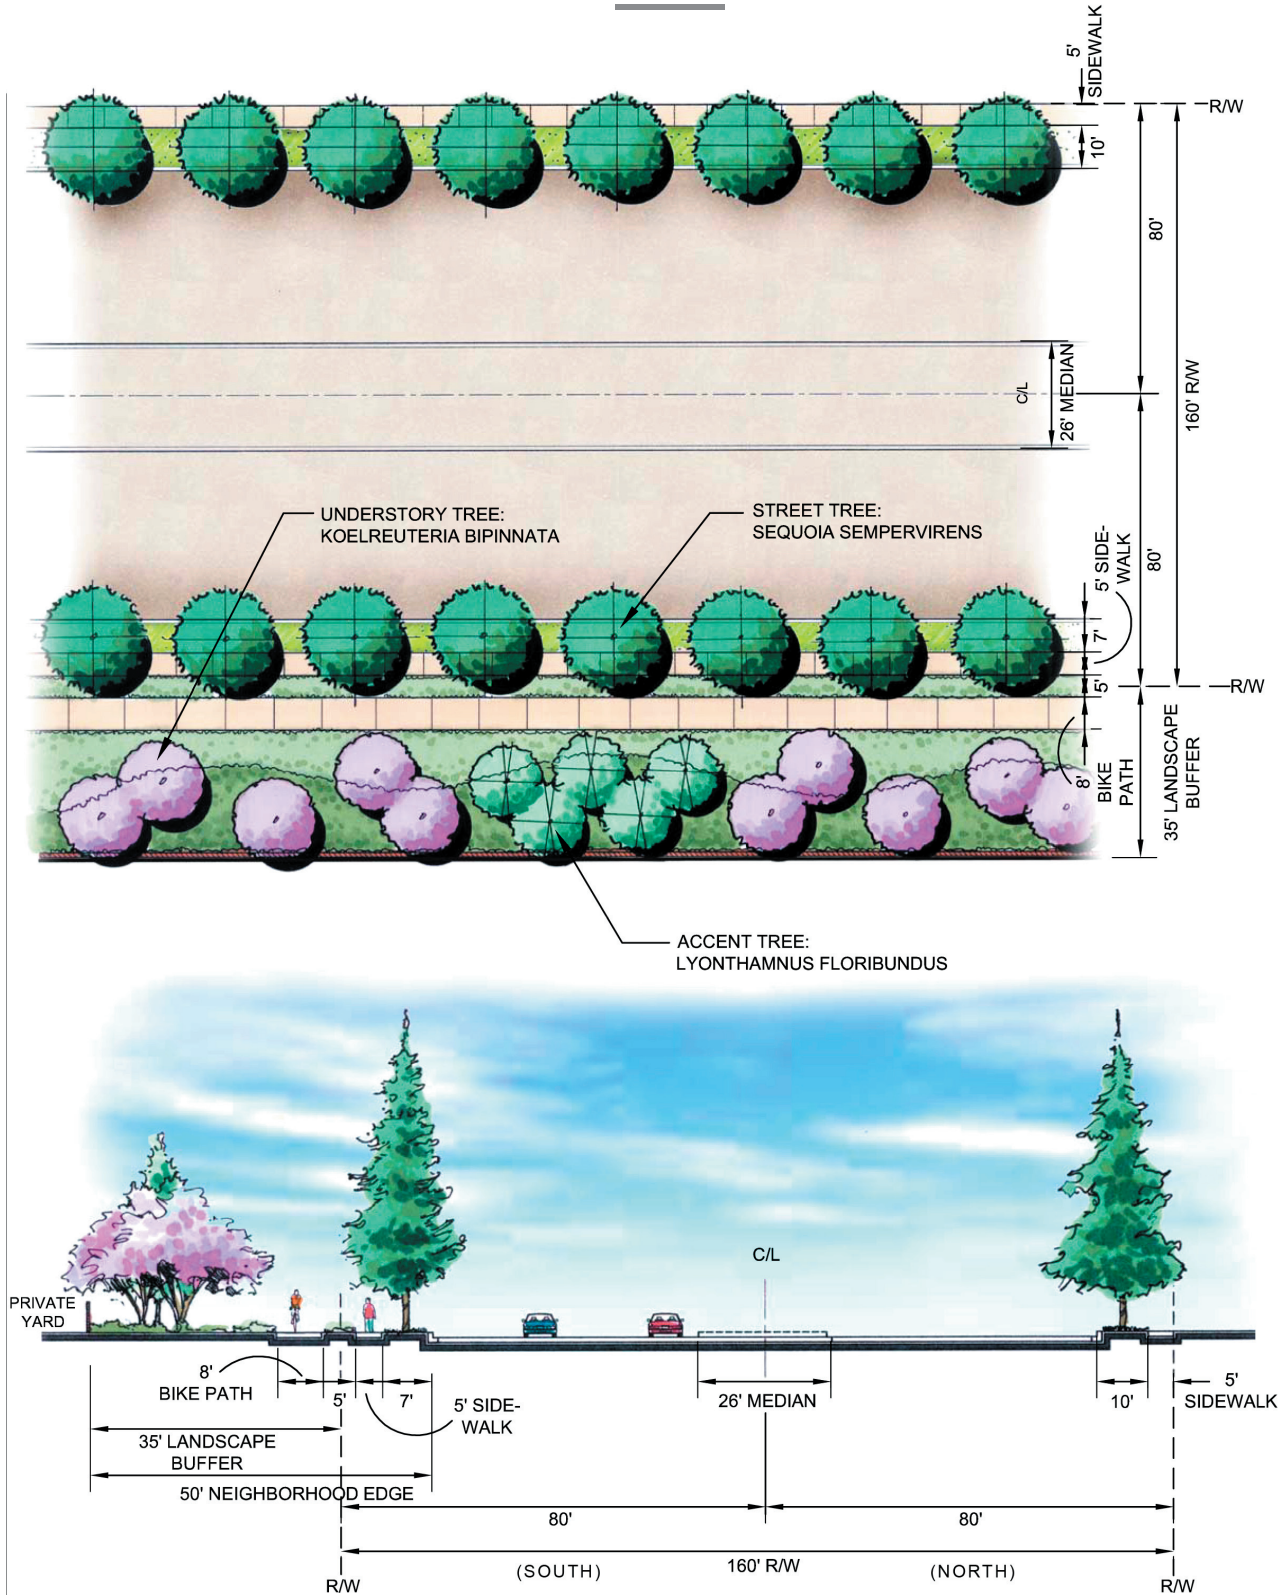 5'
SIDEWALK
R/W
10'
80'
C/L
26' MEDIAN
160' R/W
UNDERSTORY TREE:
KOELREUTERIA BIPINNATA
STREET TREE:
SEQUOIA SEMPERVIRENS
5' SIDE-
WALK
80'
7'
5'
R/W
8'
BIKE
PATH
35' LANDSCAPE
BUFFER
ACCENT TREE:
LYONTHAMNUS FLORIBUNDUS
C/L
PRIVATE
YARD
8'
BIKE PATH
5'
7'
5' SIDE-
WALK
26' MEDIAN
10'
5'
SIDEWALK
35' LANDSCAPE
BUFFER
50' NEIGHBORHOOD EDGE
80'
80'
(SOUTH)
160' R/W
(NORTH)
R/W
R/W